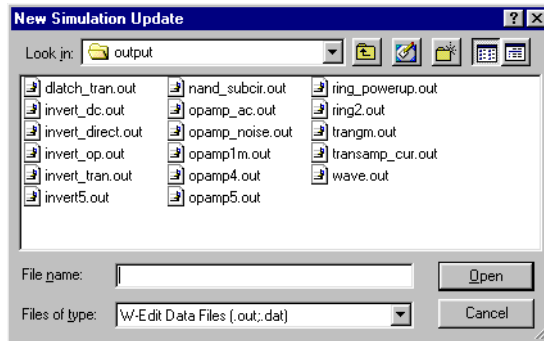 New Simulation Update
Look in: output
dlatch_tran.out nand_subcir.out ring_powerup.out
invert_dc.out opamp_ac.out ring2.out
invert_direct.out opamp_noise.out trangm.out
invert_op.out opamp1m.out transamp_cur.out
invert_tran.out opamp4.out wave.out
invert5.out opamp5.out
File name: Open
Files of type: W-Edit Data Files (.out;.dat) Cancel